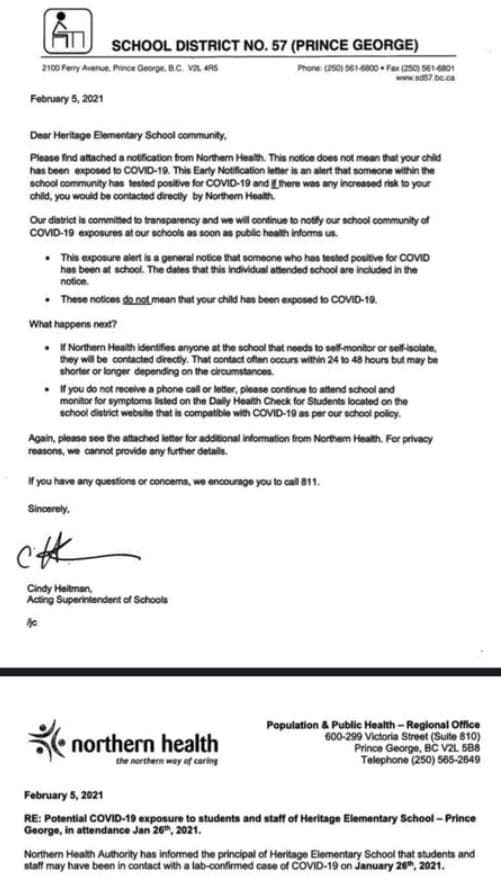 SCHOOL DISTRICT NO. 57 (PRINCE GEORGE)
2100 Ferry Avenue, Prince George, B.C. V2L 4R5
Phone: (250) 561-6800 • Fax (250) 561-6801
www.sd57.bc.ca
February 5, 2021
Dear Heritage Elementary School community,
Please find attached a notification from Northern Health. This notice does not mean that your child
has been exposed to COVID-19. This Early Notification letter is an alert that someone within the
school community has tested positive for COVID-19 and if there was any increased risk to your
child, you would be contacted directly by Northern Health.
Our district is committed to transparency and we will continue to notify our school community of
COVID-19 exposures at our schools as soon as public health informs us.
• This exposure alert is a general notice that someone who has tested positive for COVID
has been at school. The dates that this individual attended school are included in the
notice.
• These notices do not mean that your child has been exposed to COVID-19.
What happens next?
• If Northern Health identifies anyone at the school that needs to self-monitor or self-isolate,
they will be contacted directly. That contact often occurs within 24 to 48 hours but may be
shorter or longer depending on the circumstances.
• If you do not receive a phone call or letter, please continue to attend school and
monitor for symptoms listed on the Daily Health Check for Students located on the
school district website that is compatible with COVID-19 as per our school policy.
Again, please see the attached letter for additional information from Northern Health. For privacy
reasons, we cannot provide any further details.
If you have any questions or concerns, we encourage you to call 811.
Sincerely,
Cindy Heitman,
Acting Superintendent of Schools
/jc
northern health
the northern way of caring
Population & Public Health – Regional Office
600-299 Victoria Street (Suite 810)
Prince George, BC V2L 5B8
Telephone (250) 565-2649
February 5, 2021
RE: Potential COVID-19 exposure to students and staff of Heritage Elementary School – Prince
George, in attendance Jan 26th, 2021.
Northern Health Authority has informed the principal of Heritage Elementary School that students and
staff may have been in contact with a lab-confirmed case of COVID-19 on January 26th, 2021.